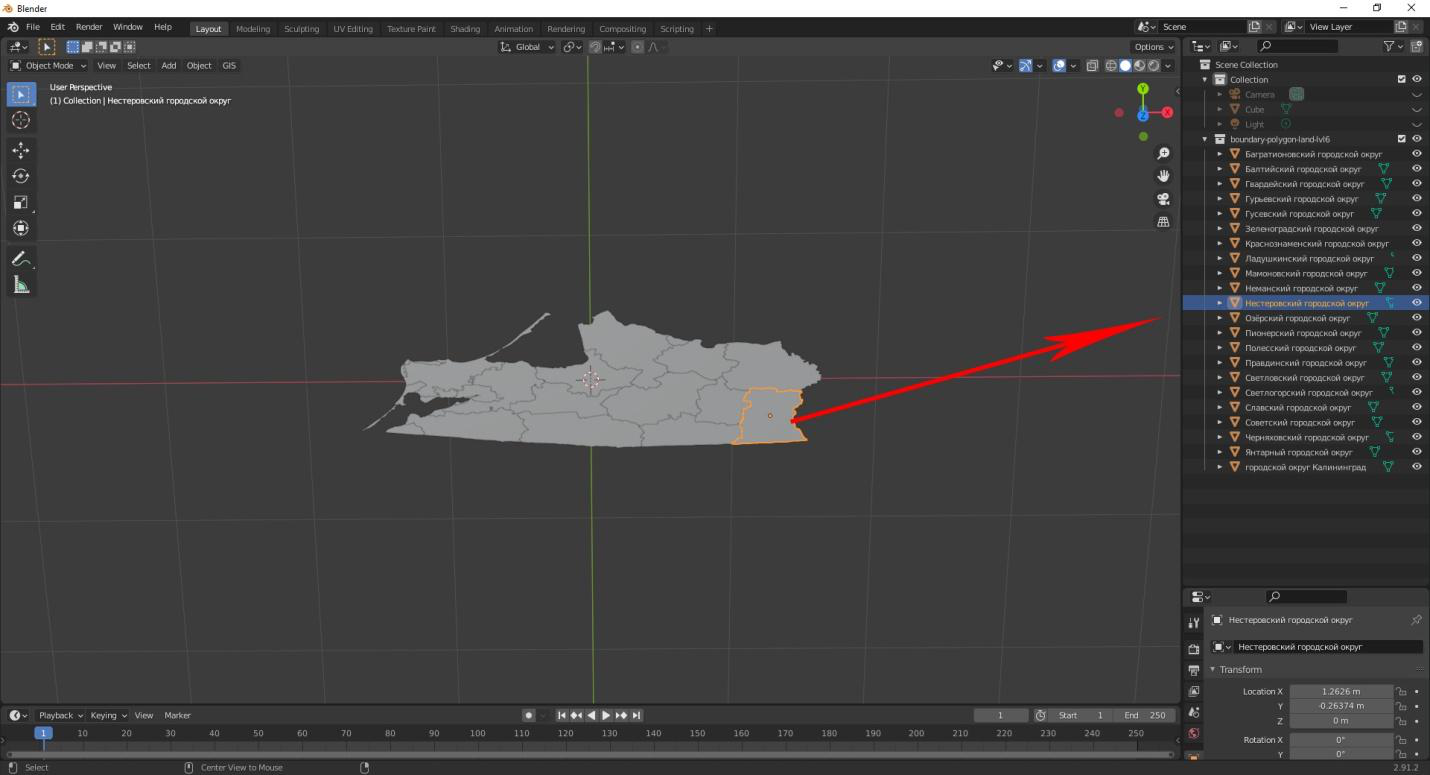 Blender
File Edit Render Window Help Layout Modeling Sculpting UV Editing Texture Paint Shading Animation Rendering Compositing Scripting + Scene View Layer
Global Options
Object Mode View Select Add Object GIS
User Perspective
(1) Collection | Нестеровский городской округ
Y
X
Z
Scene Collection
Collection
Camera
Cube
Light
boundary-polygon-land-lvl6
Багратионовский городской округ
Балтийский городской округ
Гвардейский городской округ
Гурьевский городской округ
Гусевский городской округ
Зеленоградский городской округ
Краснознаменский городской округ
Ладушкинский городской округ
Мамоновский городской округ
Неманский городской округ
Нестеровский городской округ
Озёрский городской округ
Пионерский городской округ
Полесский городской округ
Правдинский городской округ
Светловский городской округ
Светлогорский городской округ
Славский городской округ
Советский городской округ
Черняховский городской округ
Янтарный городской округ
городской округ Калининград
Нестеровский городской округ
Нестеровский городской округ
Transform
Location X 1.2626 m
Y -0.26374 m
Z 0 m
Rotation X 0°
Y 0°
Playback Keying View Marker 1 Start 1 End 250
1 10 20 30 40 50 60 70 80 90 100 110 120 130 140 150 160 170 180 190 200 210 220 230 240 250
Select Center View to Mouse 2.91.2